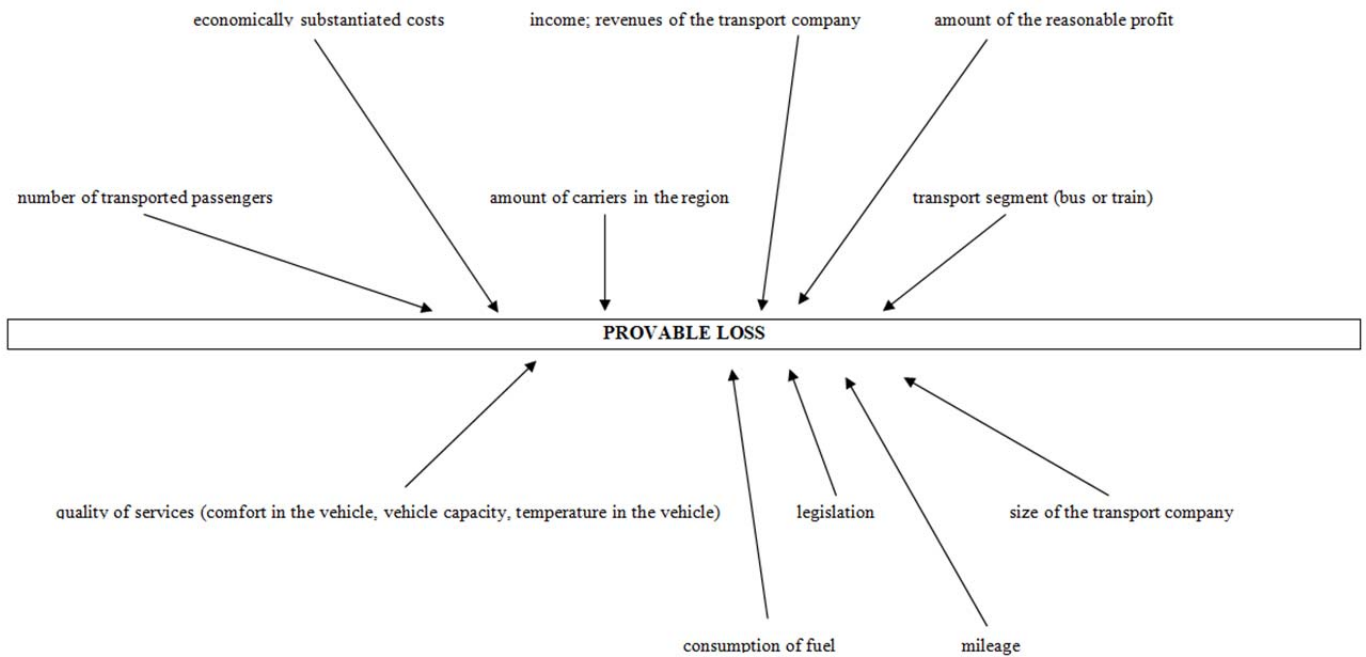 economically substantiated costs
income; revenues of the transport company
amount of the reasonable profit
number of transported passengers
amount of carriers in the region
transport segment (bus or train)
PROVABLE LOSS
quality of services (comfort in the vehicle, vehicle capacity, temperature in the vehicle)
legislation
size of the transport company
consumption of fuel
mileage